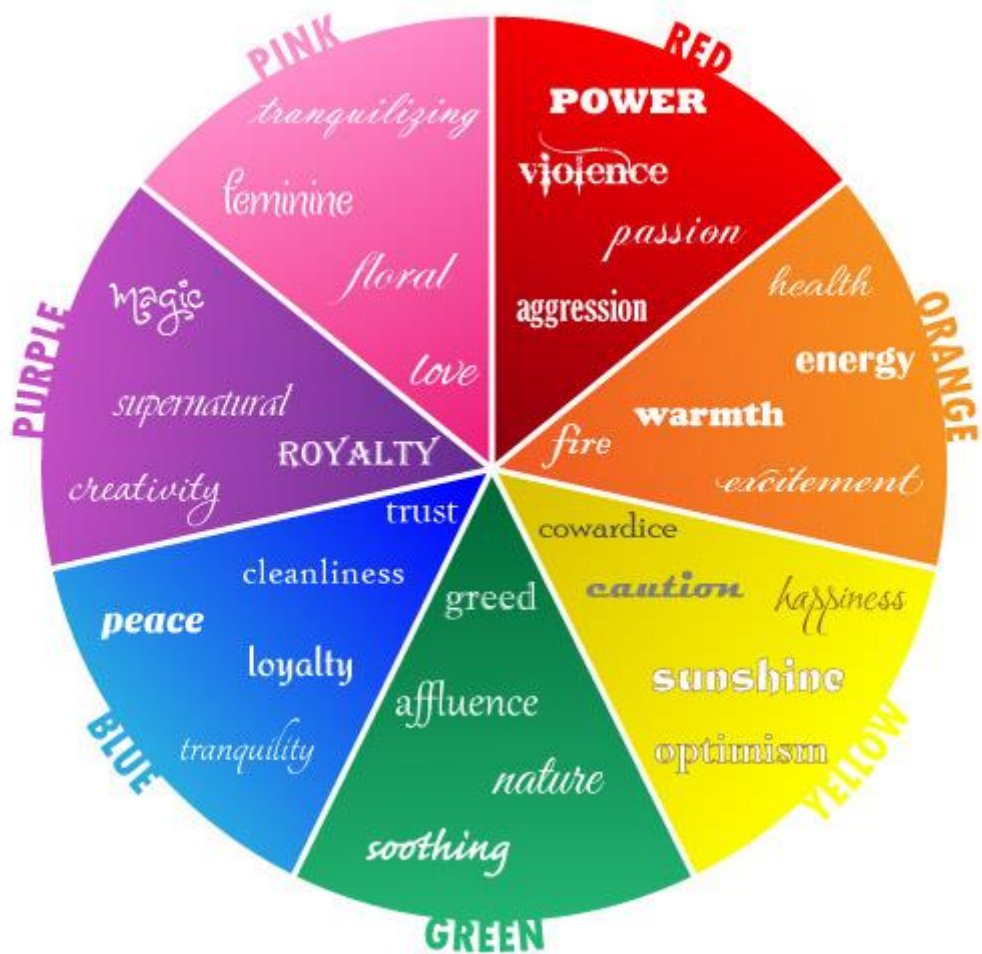 PINK
tranquilizing
feminine
floral
love
RED
POWER
violence
passion
aggression
ORANGE
health
energy
warmth
fire
excitement
YELLOW
cowardice
caution
happiness
sunshine
optimism
GREEN
greed
affluence
nature
soothing
BLUE
trust
cleanliness
peace
loyalty
tranquility
PURPLE
magic
supernatural
ROYALTY
creativity